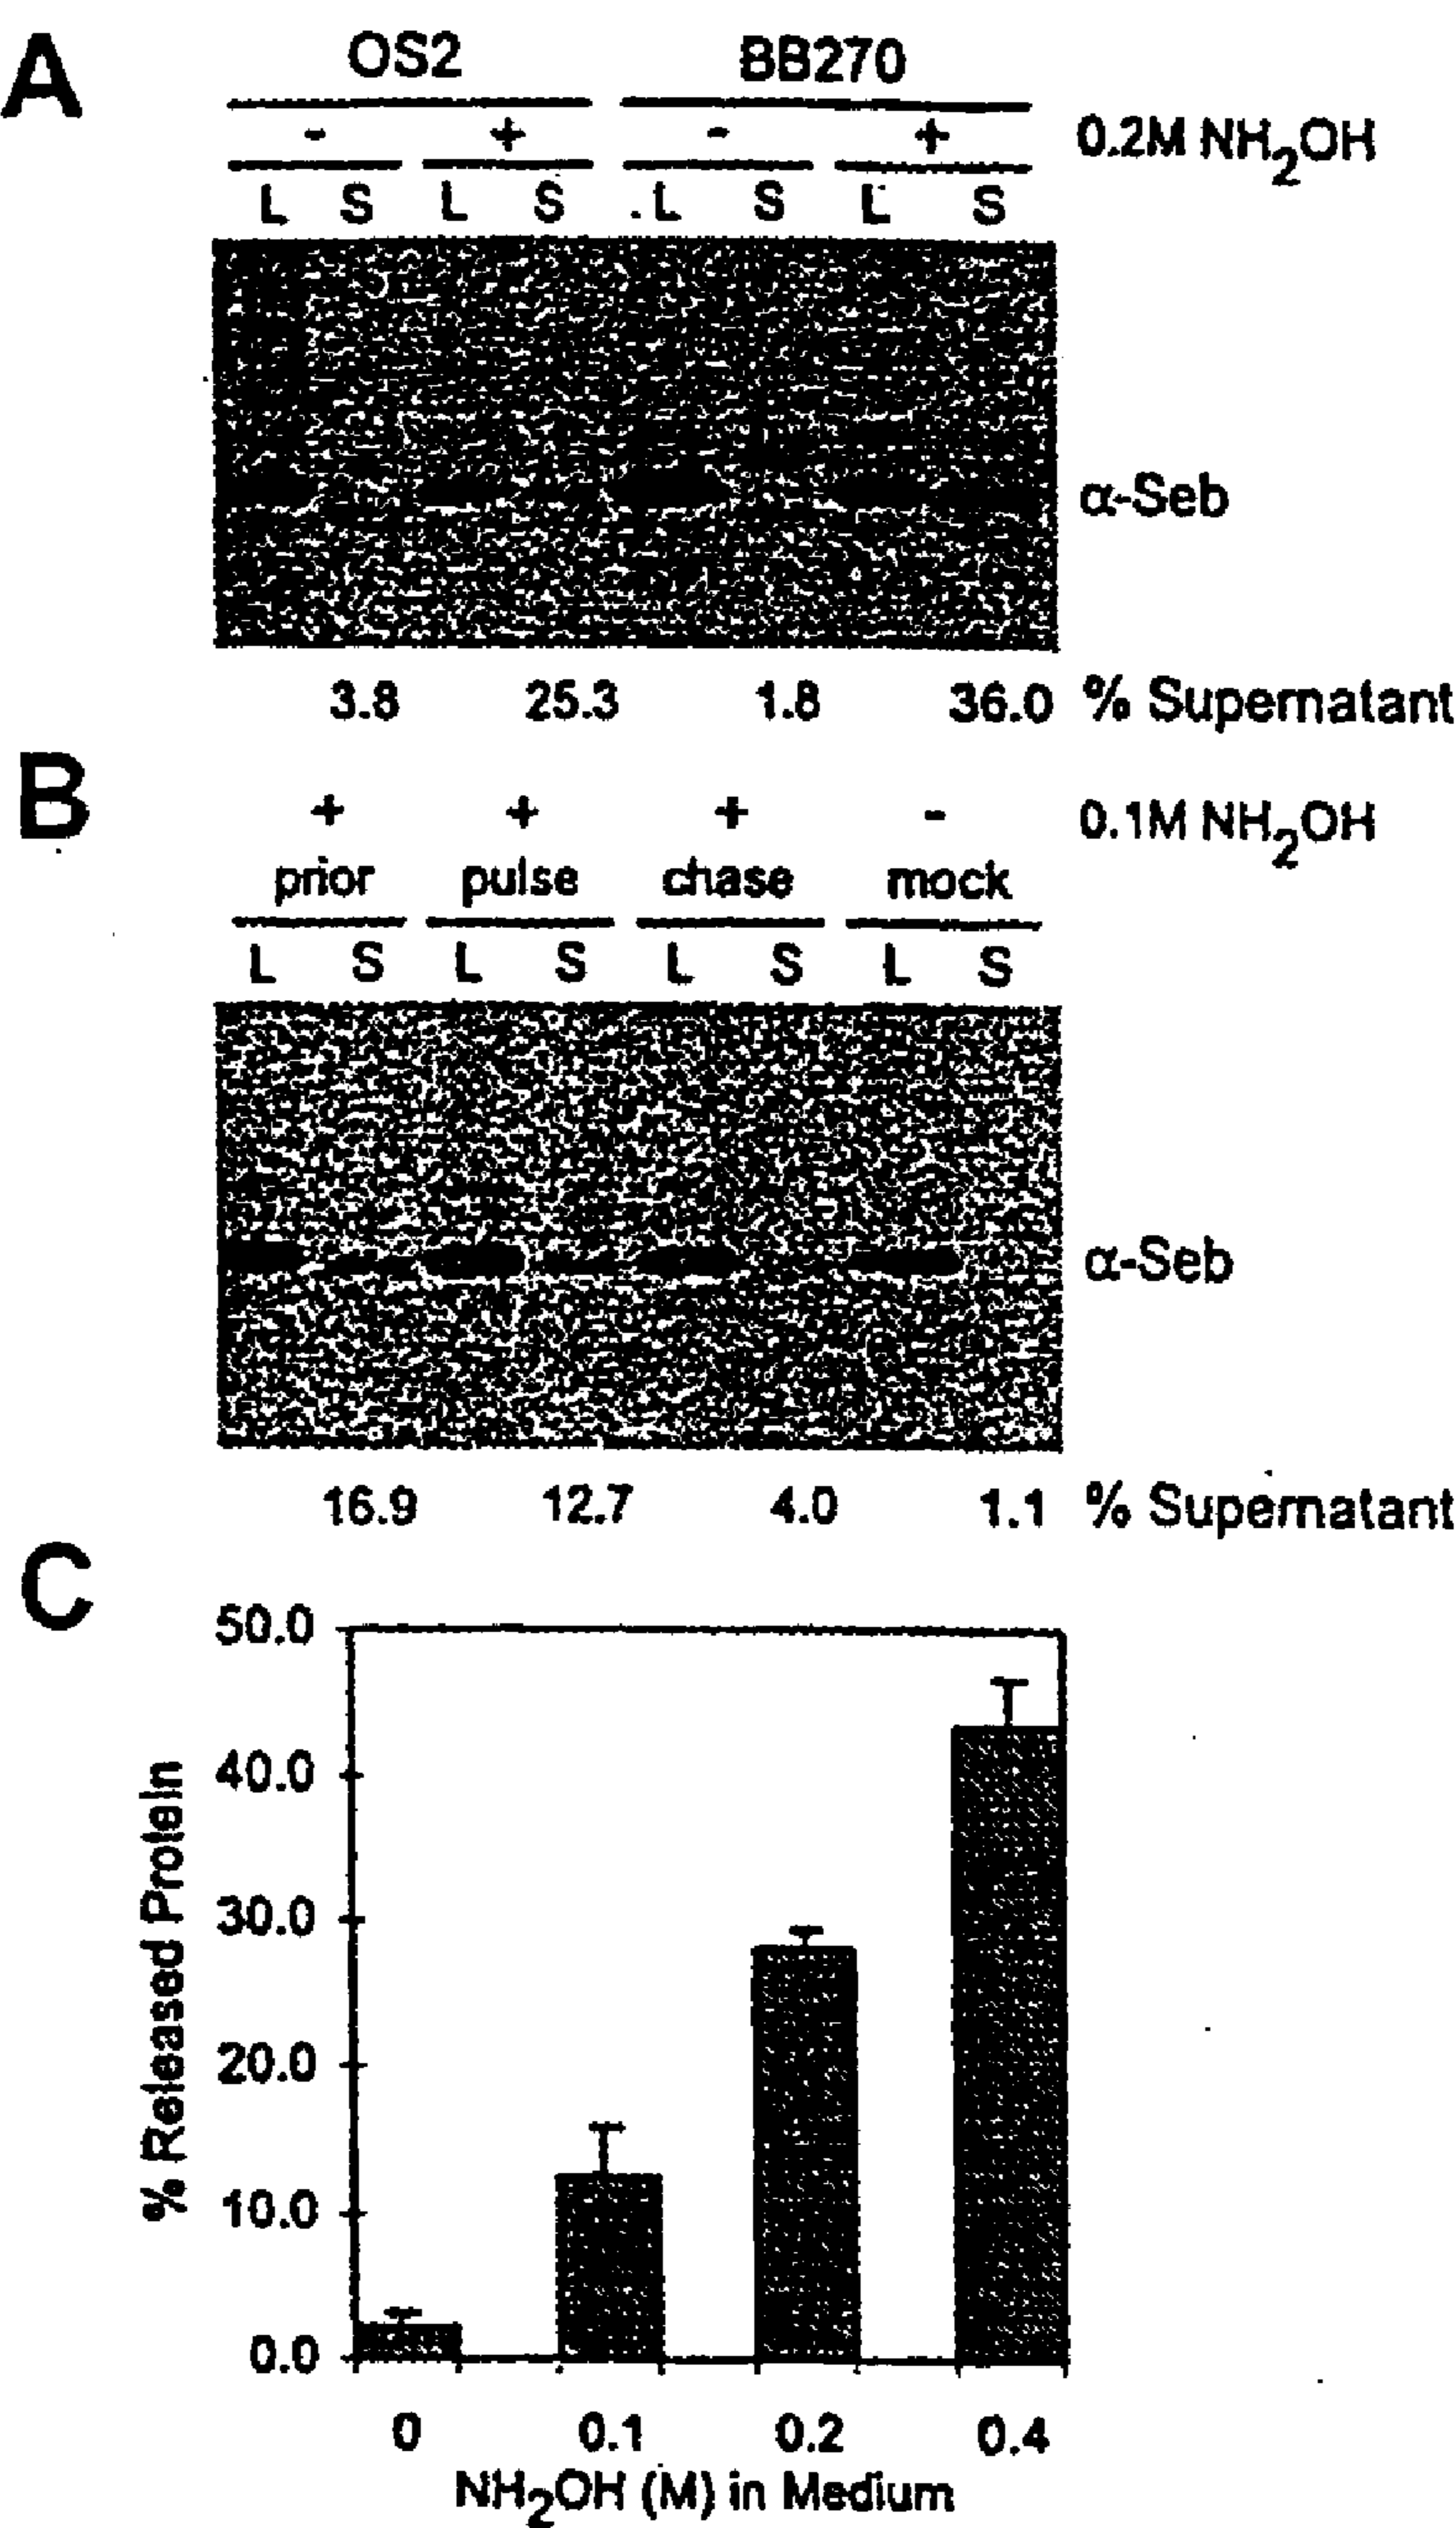 A
OS2 BB270
- + - + 0.2M NH2OH
L S L S L S L S
α-Seb
3.8 25.3 1.8 36.0 % Supernatant
B
+ + + - 0.1M NH2OH
prior pulse chase mock
L S L S L S L S
α-Seb
16.9 12.7 4.0 1.1 % Supernatant
C
50.0
40.0
30.0
20.0
10.0
0.0
% Released Protein
0 0.1 0.2 0.4
NH2OH (M) in Medium